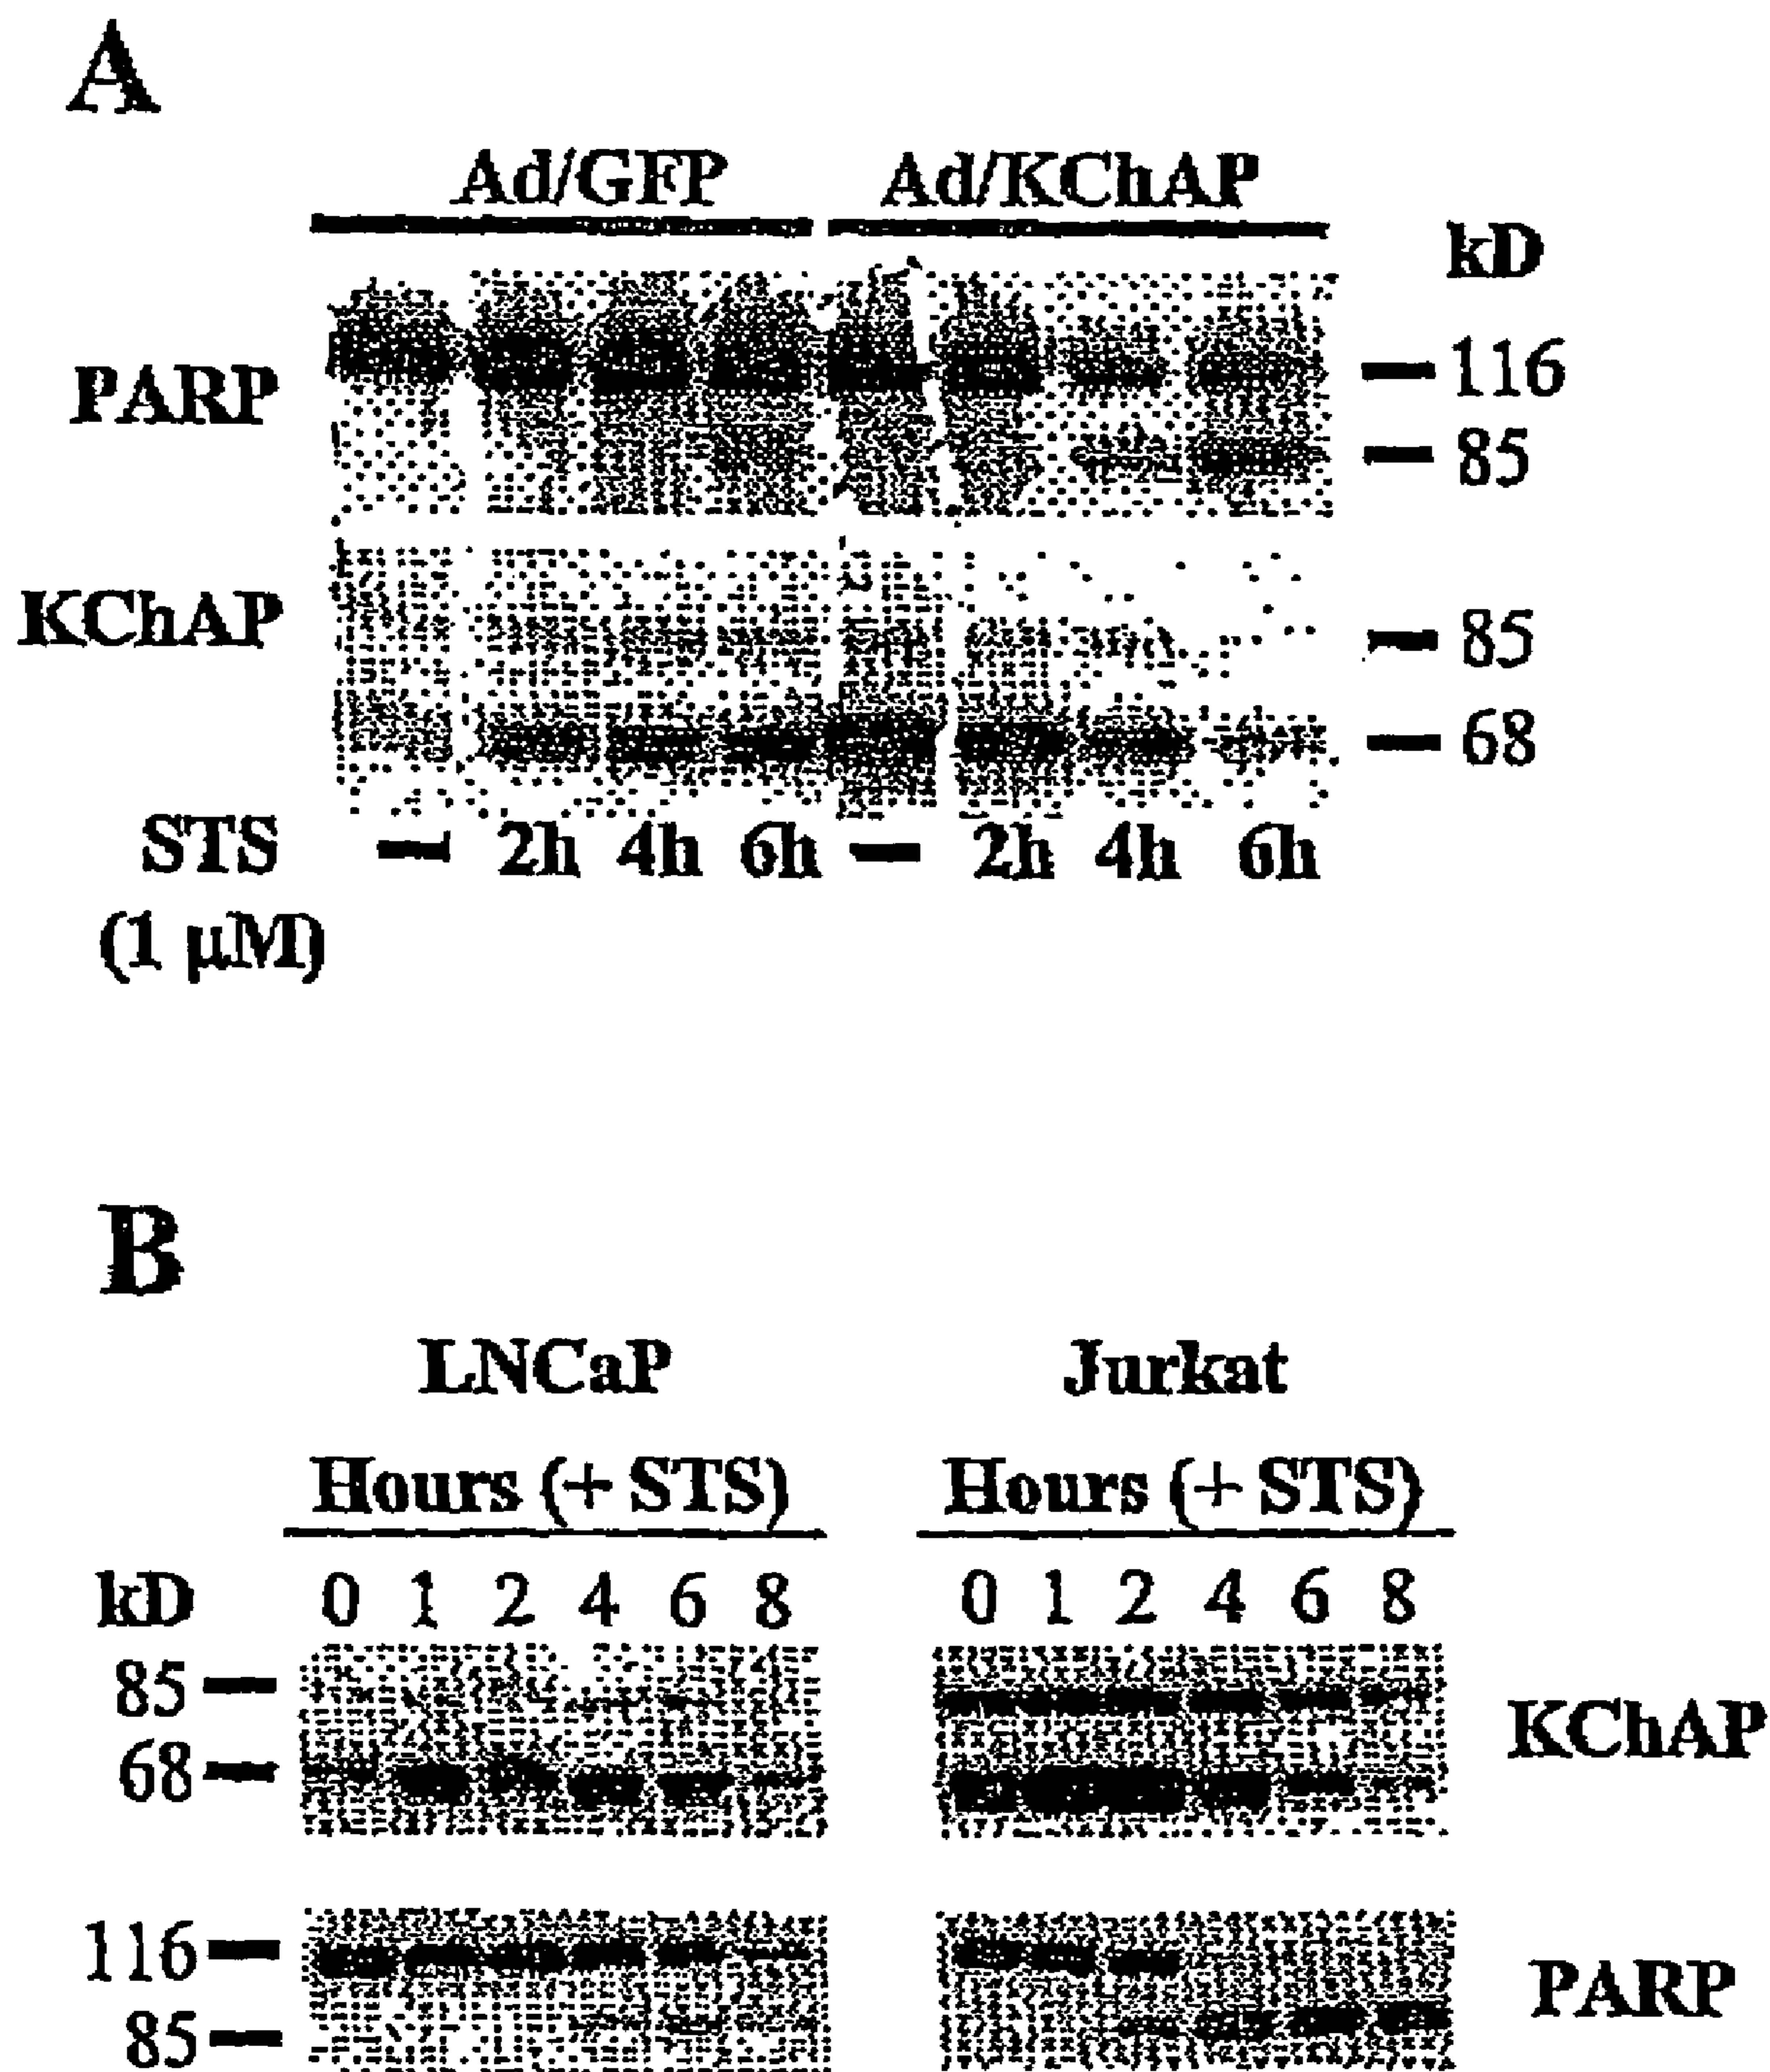 A
Ad/GFP Ad/KChAP
kD
PARP
116
85
KChAP
85
68
STS – 2h 4h 6h – 2h 4h 6h
(1 µM)
B
LNCaP Jurkat
Hours (+ STS) Hours (+ STS)
kD 0 1 2 4 6 8 0 1 2 4 6 8
85
68
KChAP
116
85
PARP